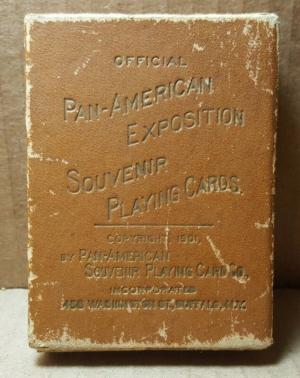 OFFICIAL
PAN-AMERICAN
EXPOSITION
SOUVENIR
PLAYING CARDS.
COPYRIGHT, 1901,
BY PAN-AMERICAN
SOUVENIR PLAYING CARD CO.,
INCORPORATED
458 WASHINGTON ST., BUFFALO, N.Y.